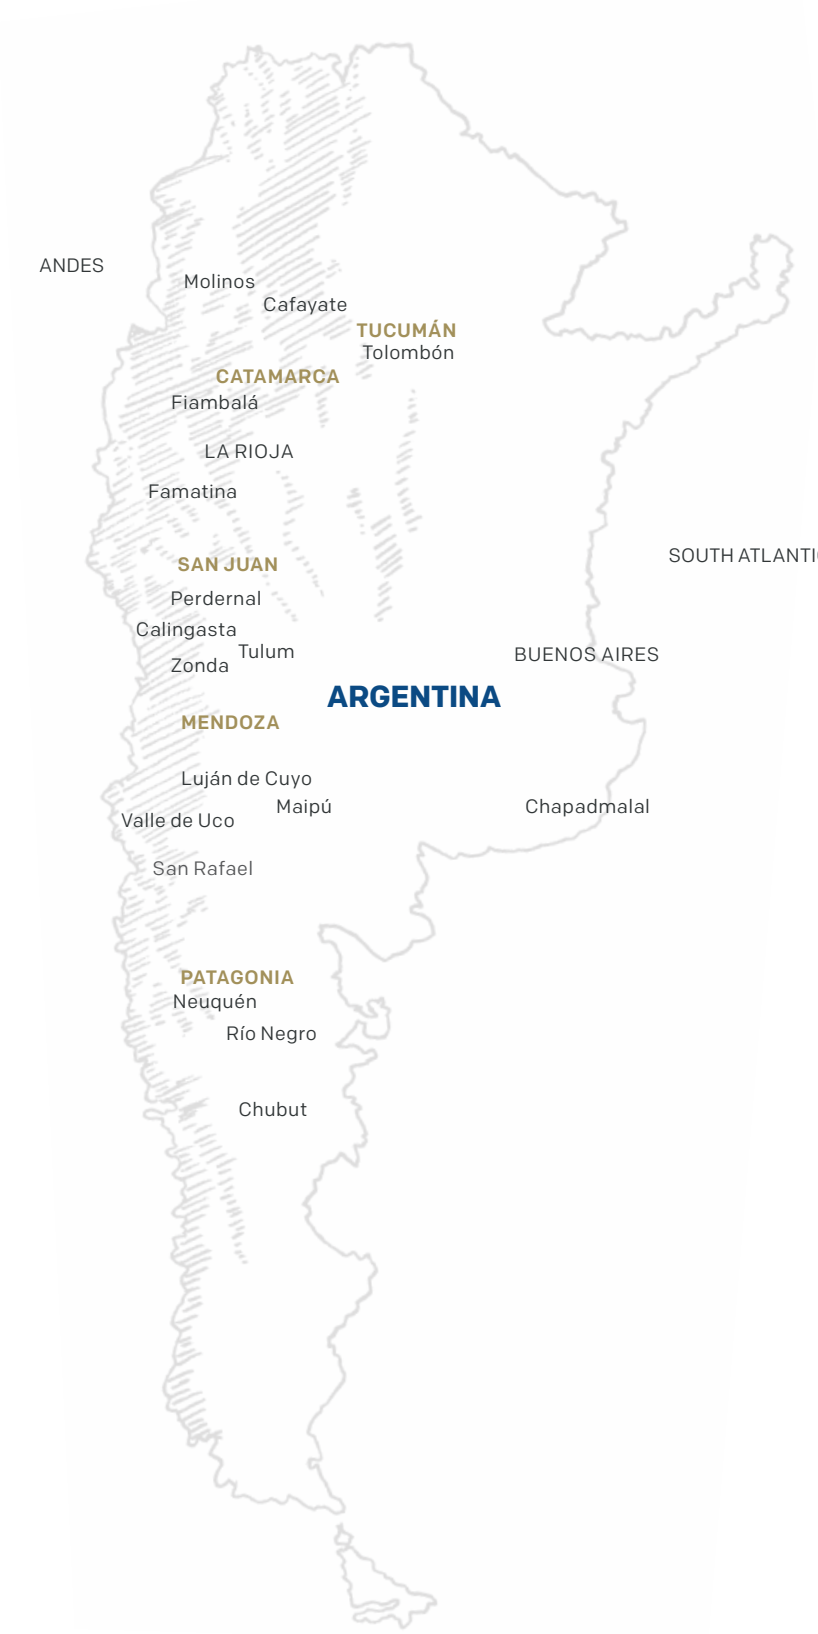 ANDES
Molinos
Cafayate
TUCUMÁN
Tolombón
CATAMARCA
Fiambalá
LA RIOJA
Famatina
SOUTH ATLANTI
SAN JUAN
Perdernal
Calingasta
Tulum
Zonda
BUENOS AIRES
ARGENTINA
MENDOZA
Luján de Cuyo
Maipú
Chapadmalal
Valle de Uco
San Rafael
PATAGONIA
Neuquén
Río Negro
Chubut